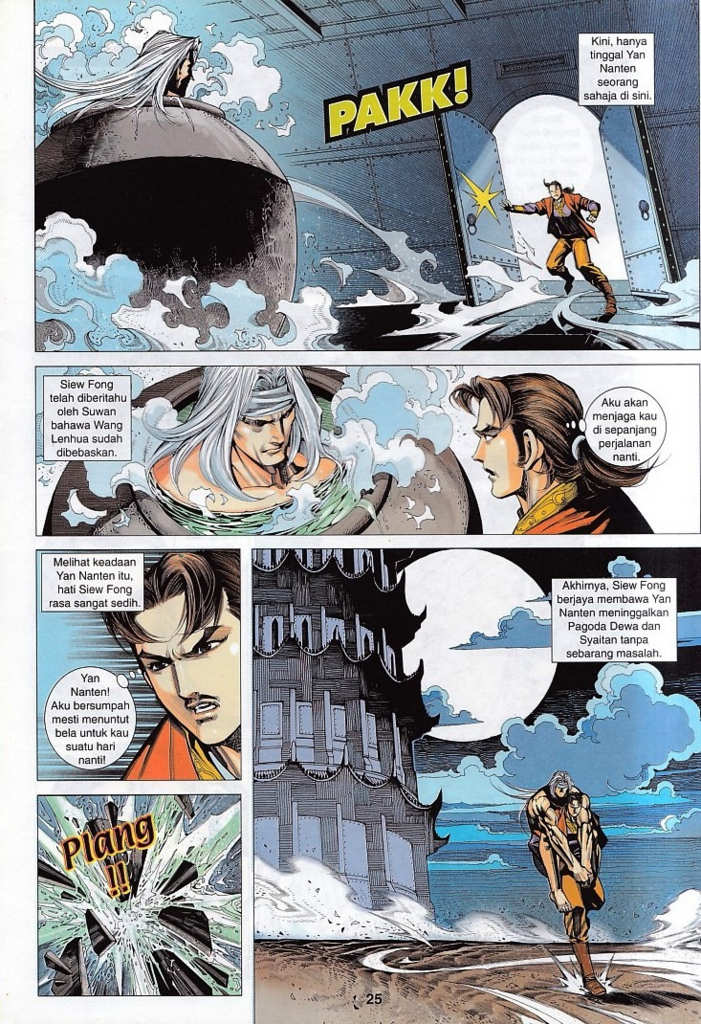 Kini, hanya
tinggal Yan
Nanten
seorang
sahaja di sini.
PAKK!
Siew Fong
telah diberitahu
oleh Suwan
bahawa Wang
Lenhua sudah
dibebaskan.
Aku akan
menjaga kau
di sepanjang
perjalanan
nanti.
Melihat keadaan
Yan Nanten itu,
hati Siew Fong
rasa sangat sedih.
Yan
Nanten!
Aku bersumpah
mesti menuntut
bela untuk kau
suatu hari
nanti!
Plang
!!
Akhirnya, Siew Fong
berjaya membawa Yan
Nanten meninggalkan
Pagoda Dewa dan
Syaitan tanpa
sebarang masalah.
25